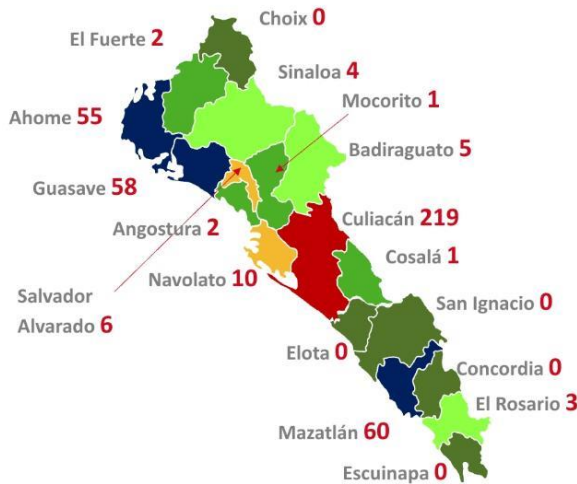 Choix 0
El Fuerte 2
Sinaloa 4
Mocorito 1
Ahome 55
Badiraguato 5
Guasave 58
Culiacán 219
Angostura 2
Cosalá 1
Navolato 10
Salvador
Alvarado 6
San Ignacio 0
Elota 0
Concordia 0
El Rosario 3
Mazatlán 60
Escuinapa 0